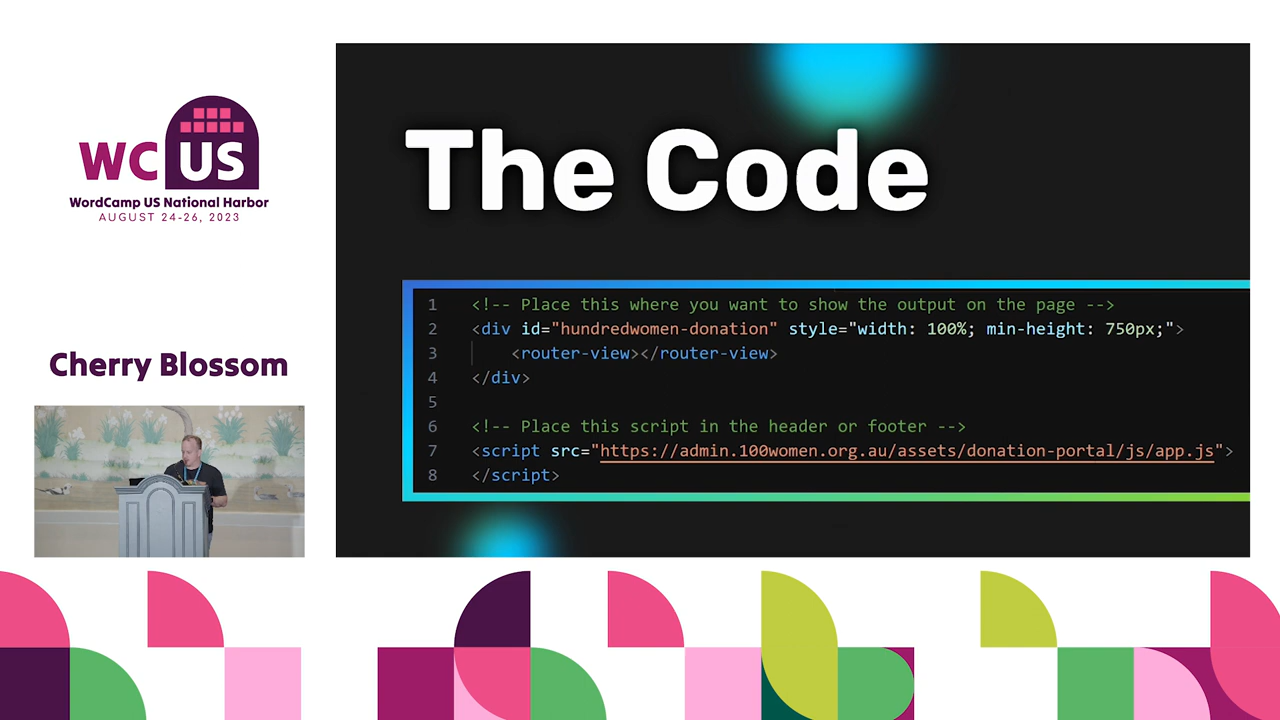 WC US
WordCamp US National Harbor
AUGUST 24-26, 2023
Cherry Blossom
The Code
1 <!-- Place this where you want to show the output on the page -->
2 <div id="hundredwomen-donation" style="width: 100%; min-height: 750px;">
3 <router-view></router-view>
4 </div>
5
6 <!-- Place this script in the header or footer -->
7 <script src="https://admin.100women.org.au/assets/donation-portal/js/app.js">
8 </script>